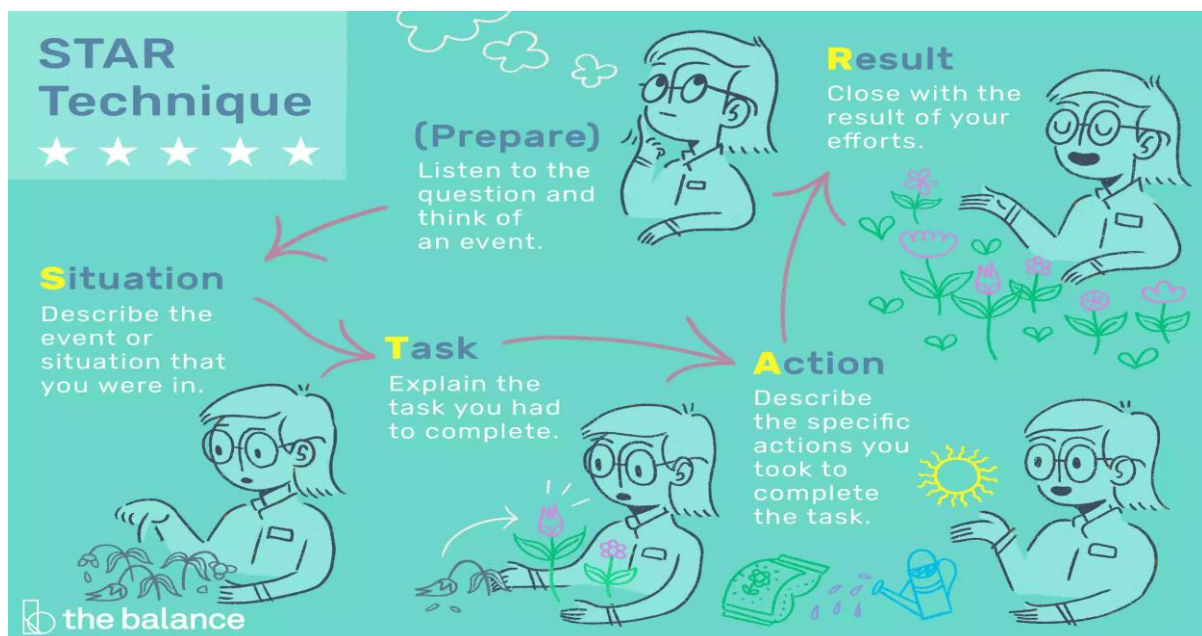 STAR
Technique
(Prepare)
Listen to the
question and
think of
an event.
Situation
Describe the
event or
situation that
you were in.
Task
Explain the
task you had
to complete.
Action
Describe
the specific
actions you
took to
complete
the task.
Result
Close with the
result of your
efforts.
b the balance